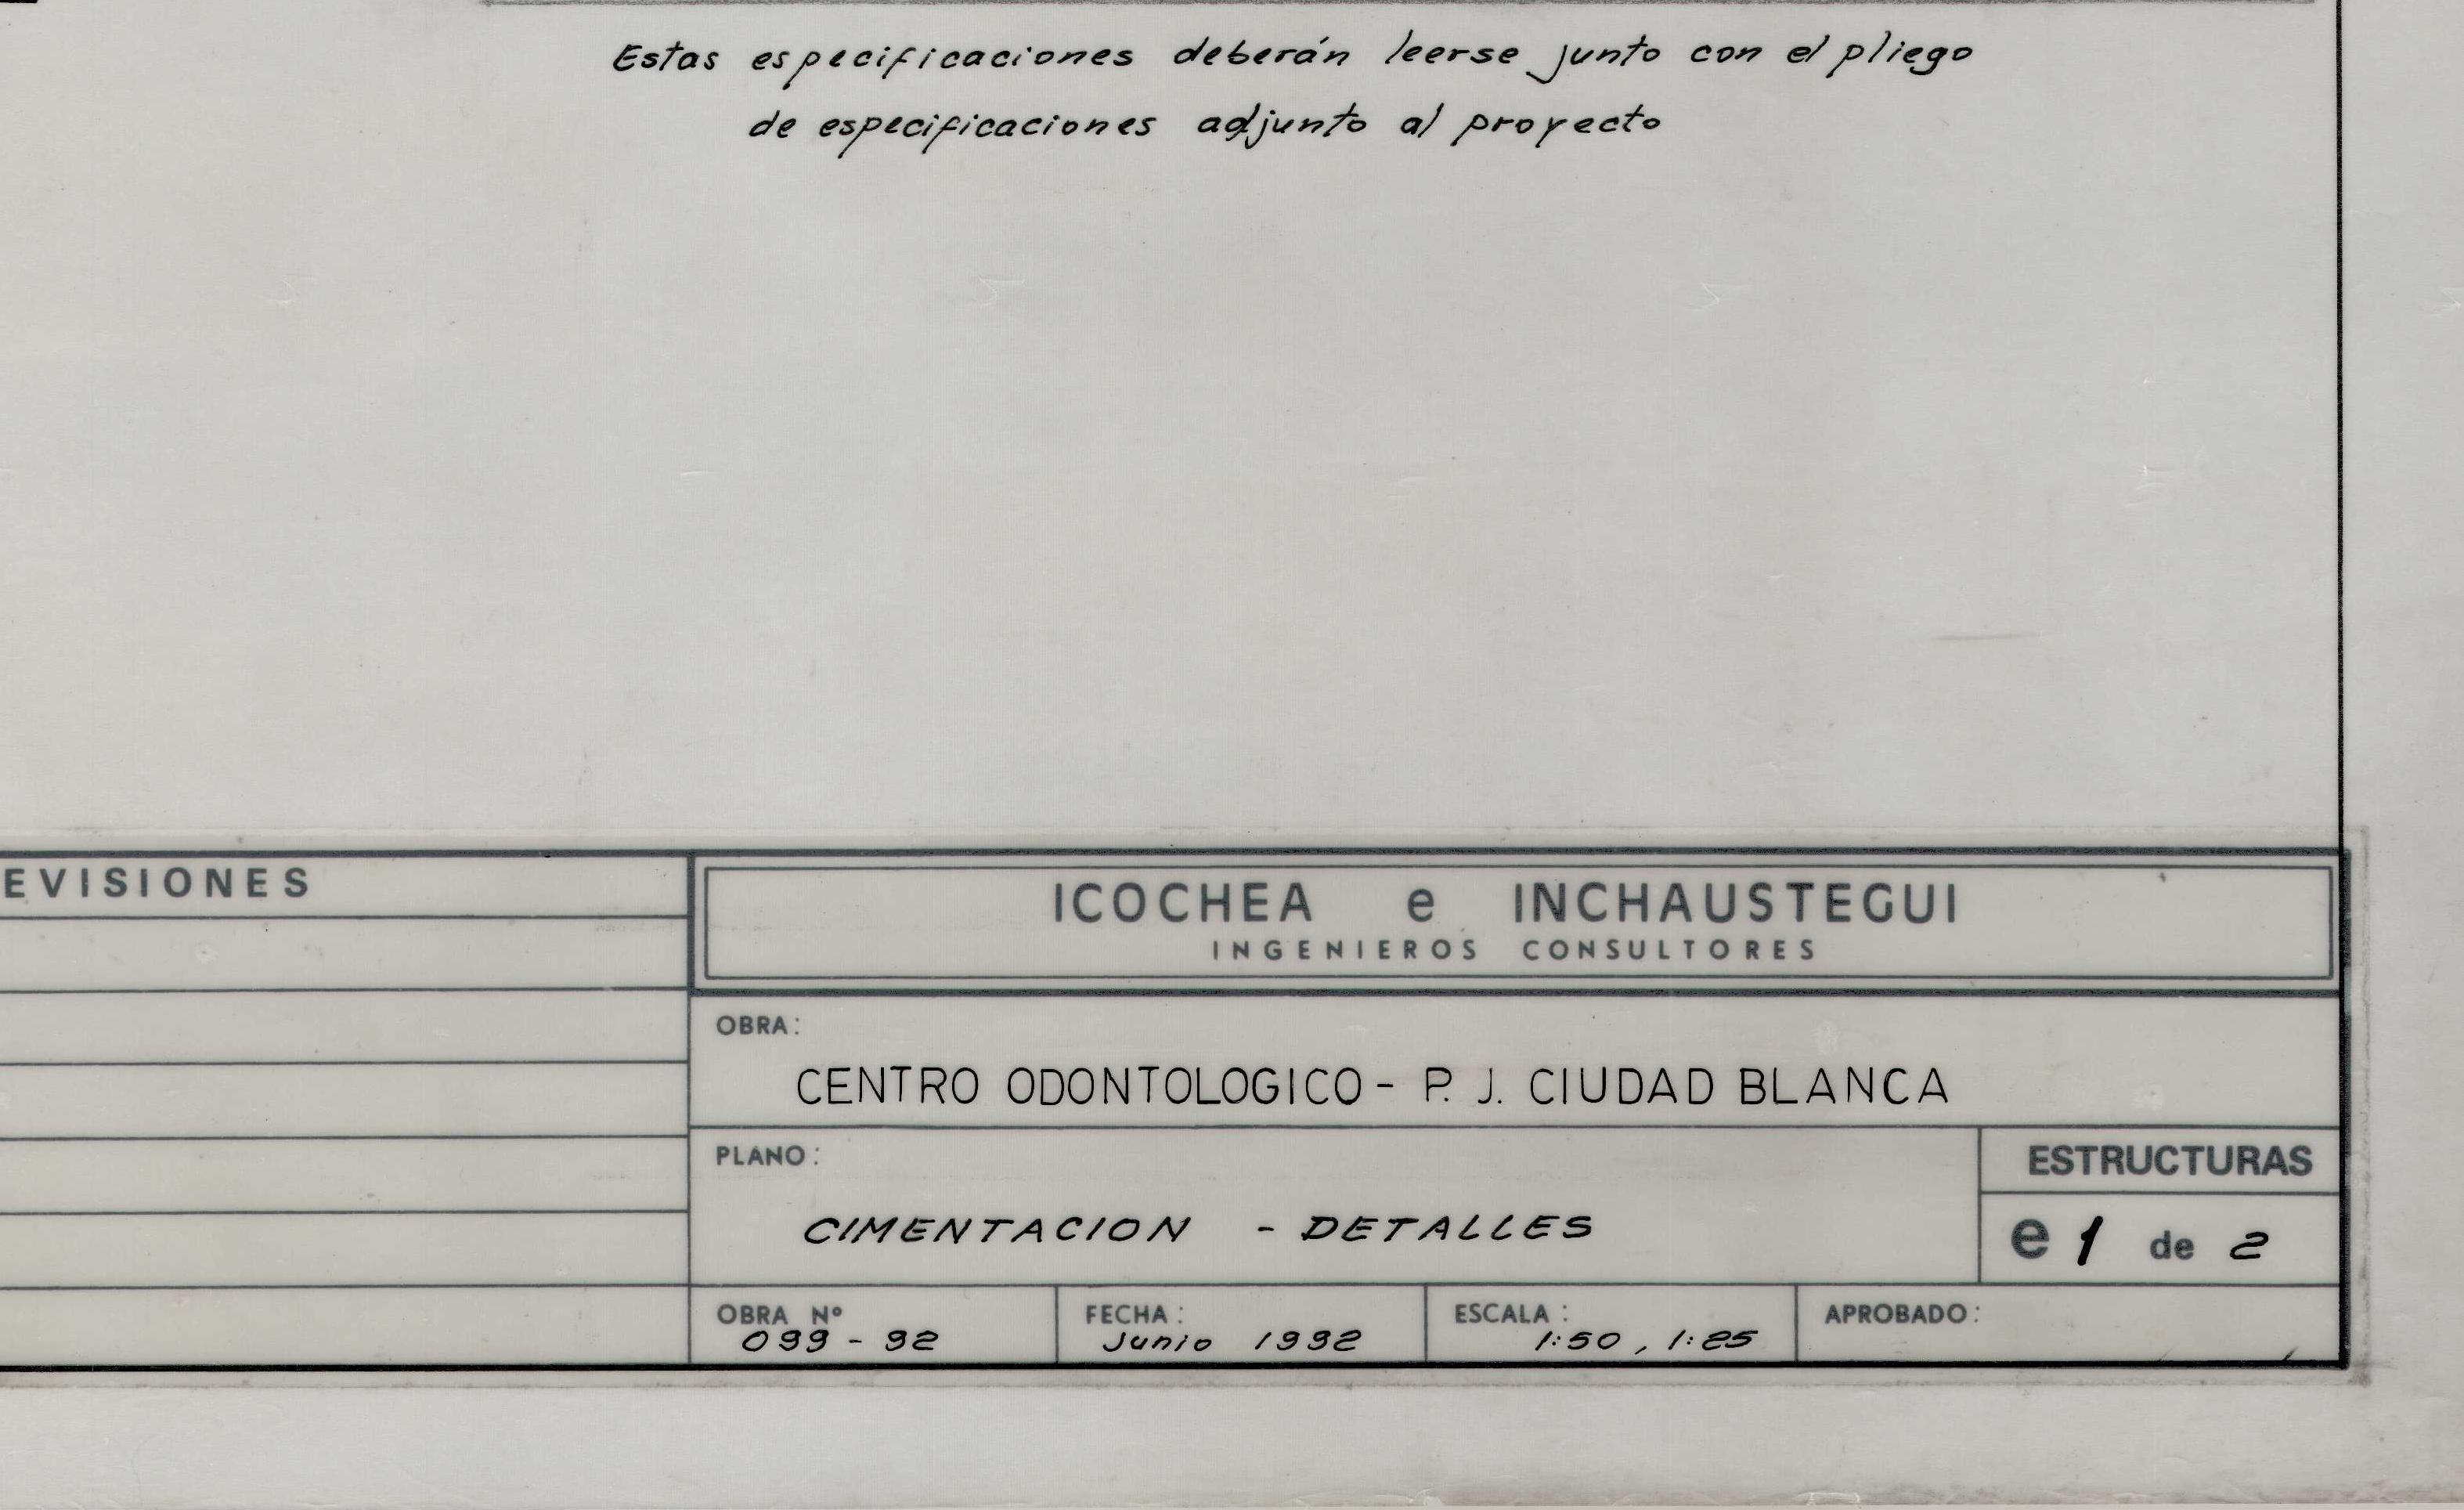 Estas especificaciones deberán leerse junto con el pliego
de especificaciones adjunto al proyecto
EVISIONES
ICOCHEA e INCHAUSTEGUI
INGENIEROS CONSULTORES
OBRA:
CENTRO ODONTOLOGICO - P. J. CIUDAD BLANCA
PLANO:
CIMENTACION - DETALLES
ESTRUCTURAS
e 1 de 2
OBRA Nº
099 - 92
FECHA:
Junio 1992
ESCALA:
1:50, 1:25
APROBADO: